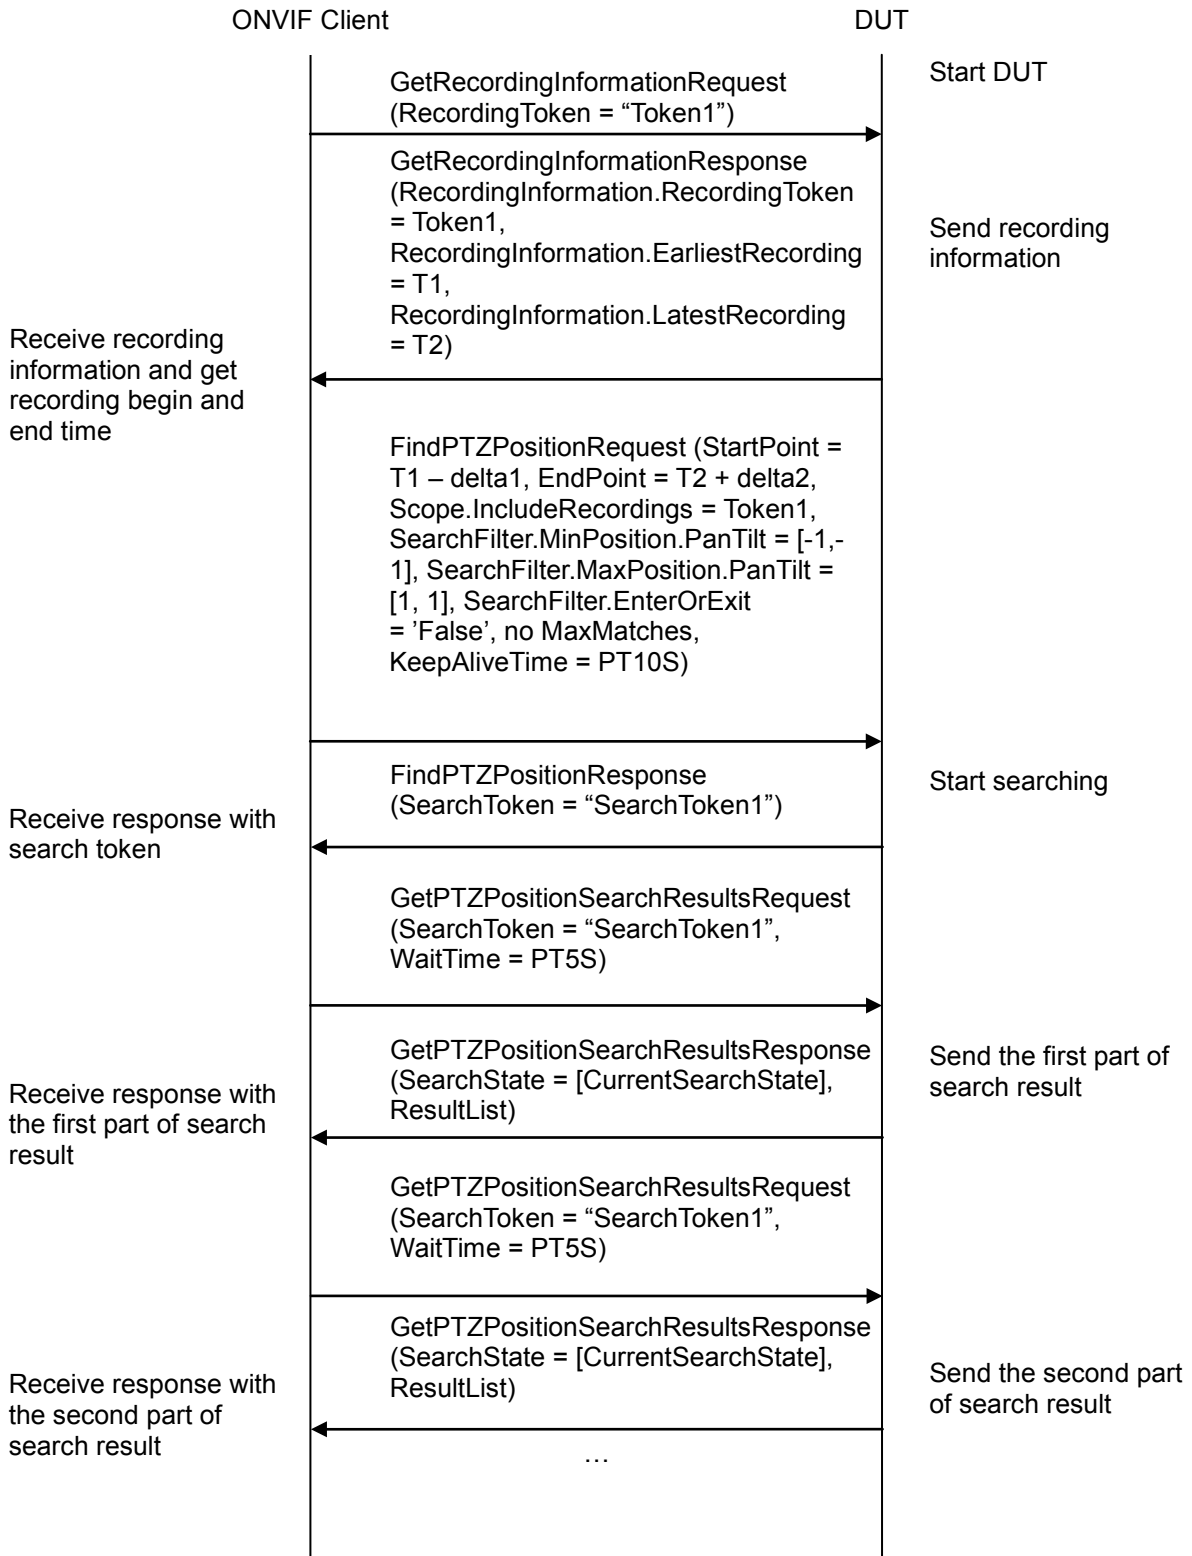 ONVIF Client
DUT
Start DUT
GetRecordingInformationRequest
(RecordingToken = “Token1”)
GetRecordingInformationResponse
(RecordingInformation.RecordingToken
= Token1,
RecordingInformation.EarliestRecording
= T1,
RecordingInformation.LatestRecording
= T2)
Send recording
information
Receive recording
information and get
recording begin and
end time
FindPTZPositionRequest (StartPoint =
T1 – delta1, EndPoint = T2 + delta2,
Scope.IncludeRecordings = Token1,
SearchFilter.MinPosition.PanTilt = [-1,-
1], SearchFilter.MaxPosition.PanTilt =
[1, 1], SearchFilter.EnterOrExit
= ’False’, no MaxMatches,
KeepAliveTime = PT10S)
FindPTZPositionResponse
(SearchToken = “SearchToken1”)
Start searching
Receive response with
search token
GetPTZPositionSearchResultsRequest
(SearchToken = “SearchToken1”,
WaitTime = PT5S)
GetPTZPositionSearchResultsResponse
(SearchState = [CurrentSearchState],
ResultList)
Send the first part of
search result
Receive response with
the first part of search
result
GetPTZPositionSearchResultsRequest
(SearchToken = “SearchToken1”,
WaitTime = PT5S)
GetPTZPositionSearchResultsResponse
(SearchState = [CurrentSearchState],
ResultList)
Send the second part
of search result
Receive response with
the second part of
search result
…